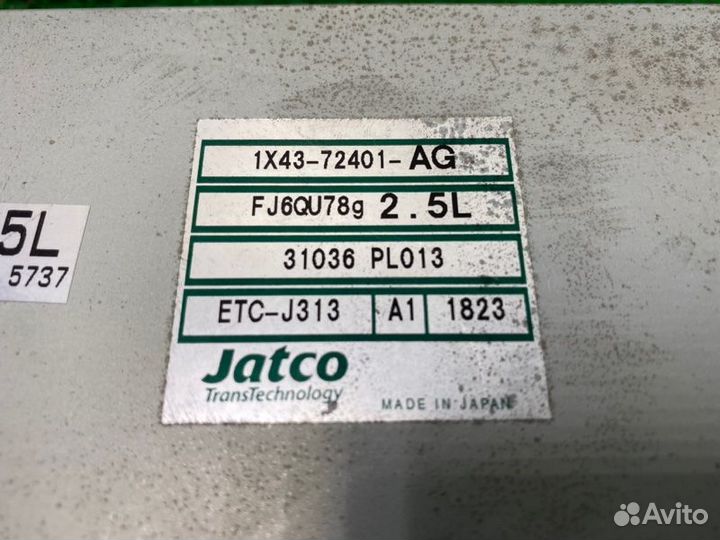 1X43-72401-AG
FJ6QU78g 2.5L
31036 PL013
ETC-J313 A1 1823
Jatco
TransTechnology
MADE IN JAPAN
5L
5737
Avito